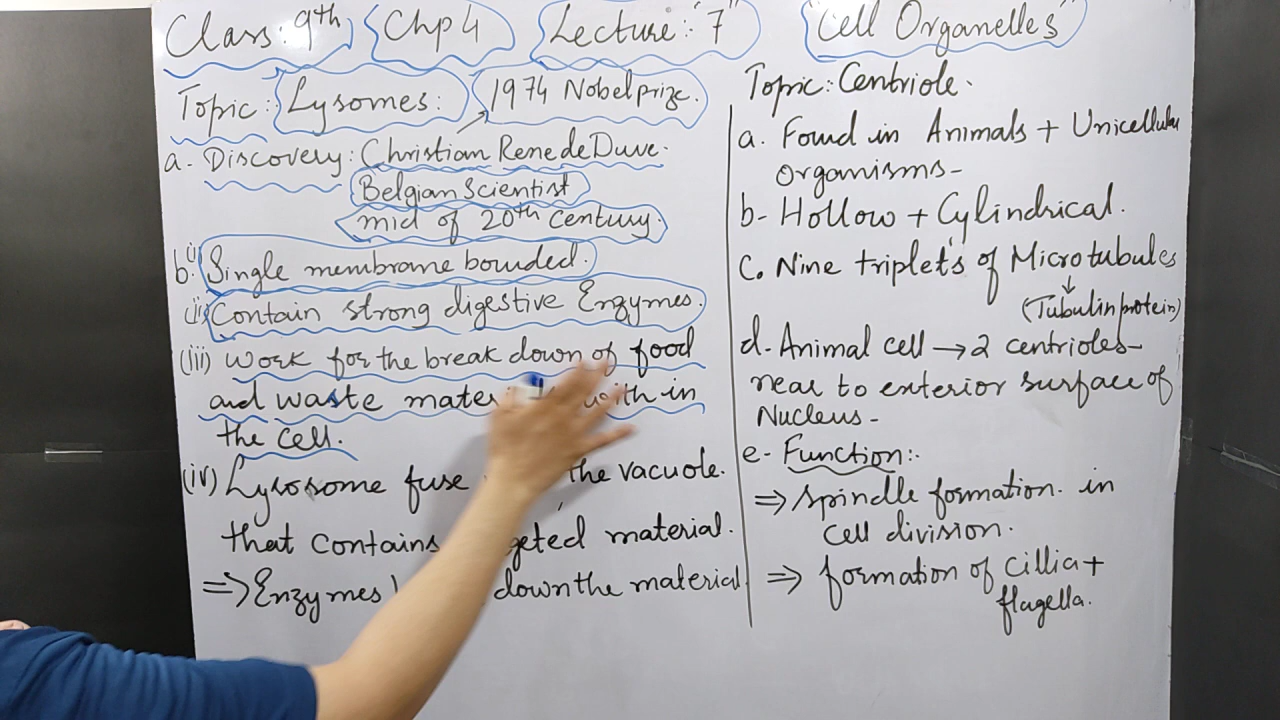 Class: 9th Chp 4 Lecture: "7" "Cell Organelles"
Topic: Lysomes: 1974 Nobel prize.
a. Discovery: Christian Rene de Duve.
Belgian Scientist
mid of 20th Century.
b. i) Single membrane bounded.
(ii) Contain strong digestive Enzymes.
(iii) work for the break down of food
and waste with in
the cell.
(iv) Lysosome fuse the vacuole.
that contains material.
⇒ Enzymes down the material
Topic: Centriole.
a. Found in Animals + Unicellular
Organisms-
b- Hollow + Cylindrical.
c. Nine triplets of Microtubules
↓
(Tubulin protein)
d- Animal cell → 2 centrioles-
near to exterior surface of
Nucleus-
e- Function:-
⇒ spindle formation. in
Cell division.
⇒ formation of cillia +
flagella.